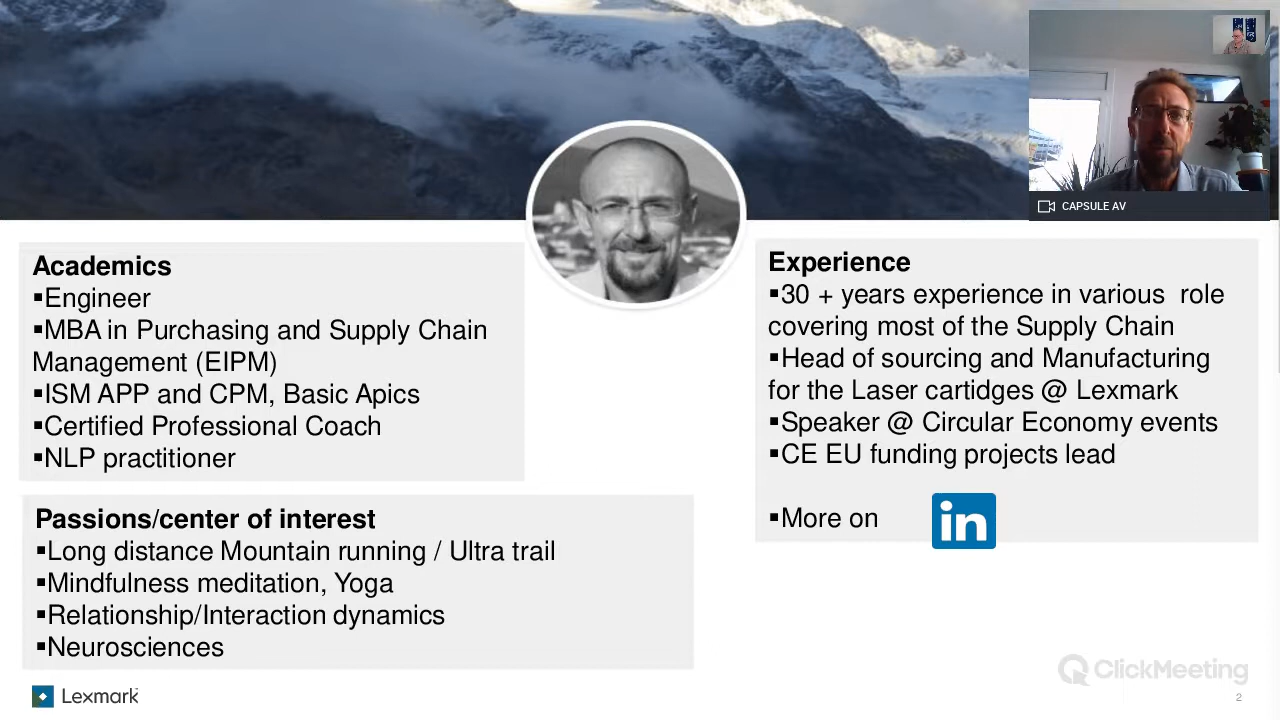 CAPSULE AV
Academics
▪Engineer
▪MBA in Purchasing and Supply Chain
Management (EIPM)
▪ISM APP and CPM, Basic Apics
▪Certified Professional Coach
▪NLP practitioner
Experience
▪30 + years experience in various role
covering most of the Supply Chain
▪Head of sourcing and Manufacturing
for the Laser cartidges @ Lexmark
▪Speaker @ Circular Economy events
▪CE EU funding projects lead
▪More on in
Passions/center of interest
▪Long distance Mountain running / Ultra trail
▪Mindfulness meditation, Yoga
▪Relationship/Interaction dynamics
▪Neurosciences
Lexmark
ClickMeeting
2